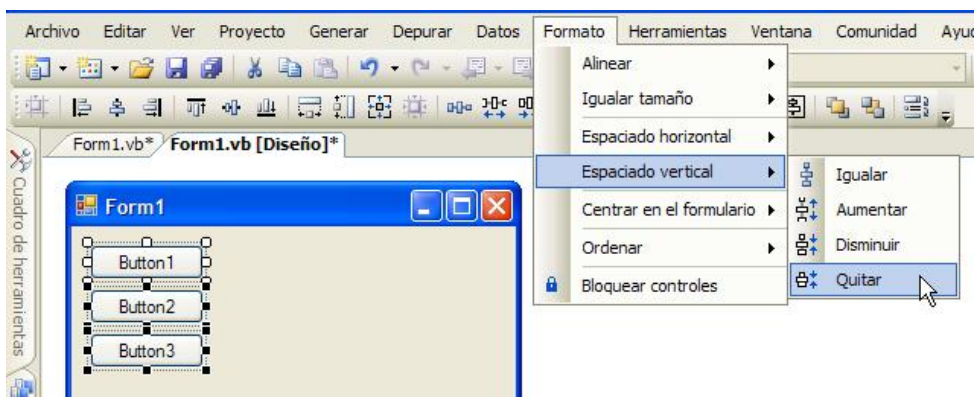 Archivo Editar Ver Proyecto Generar Depurar Datos Formato Herramientas Ventana Comunidad
Alinear
Igualar tamaño
Espaciado horizontal
Espaciado vertical
Centrar en el formulario
Ordenar
Bloquear controles
Igualar
Aumentar
Disminuir
Quitar
Form1.vb* Form1.vb [Diseño]*
Cuadro de herramientas
Form1
Button1
Button2
Button3